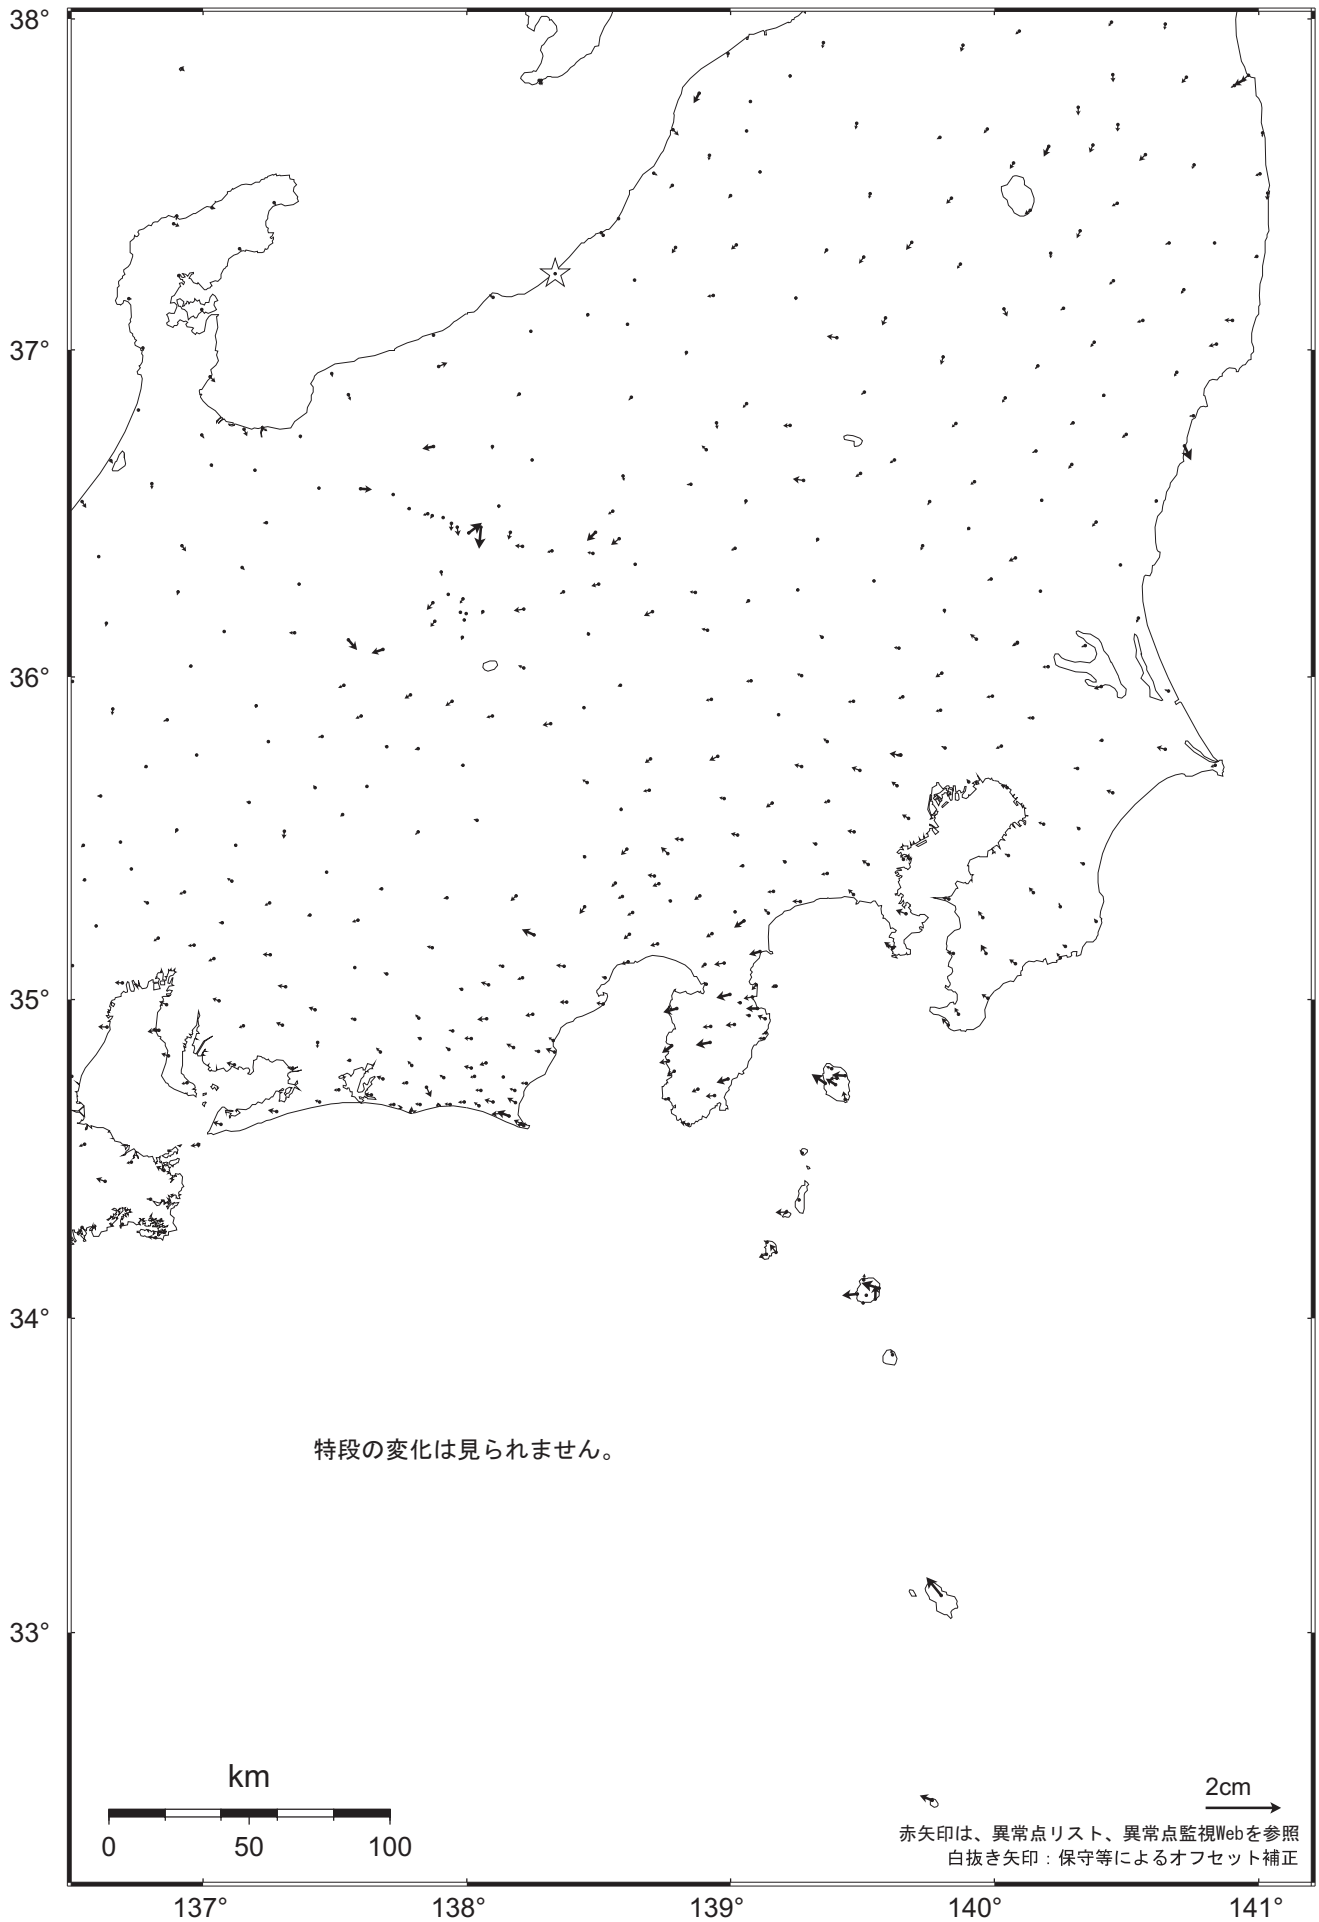 38°
37°
36°
35°
34°
特段の変化は見られません。
33°
km
0 50 100
2cm
赤矢印は、異常点リスト、異常点監視Webを参照
白抜き矢印：保守等によるオフセット補正
137° 138° 139° 140° 141°